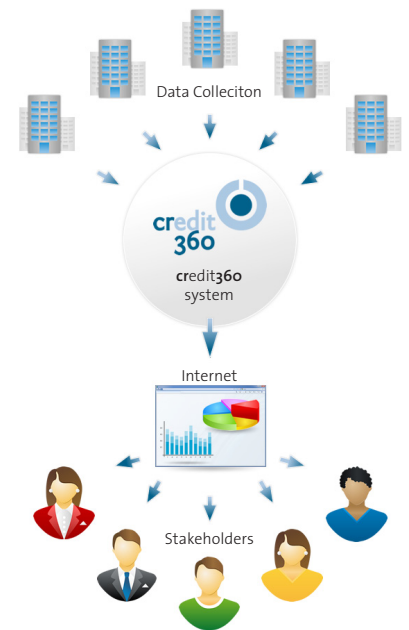 Data Colleciton
credit
360
credit360
system
Internet
Stakeholders